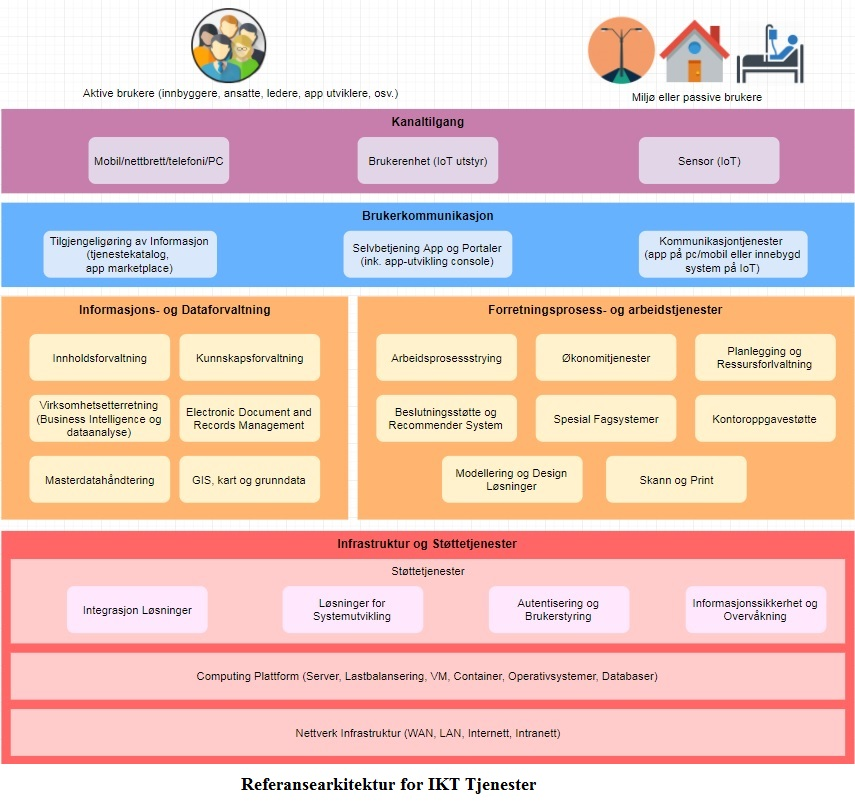 Aktive brukere (innbyggere, ansatte, ledere, app utviklere, osv.)
Miljø eller passive brukere
Kanaltilgang
Mobil/nettbrett/telefoni/PC
Brukerenhet (IoT utstyr)
Sensor (IoT)
Brukerkommunikasjon
Tilgjengeligøring av Informasjon
(tjenestekatalog,
app marketplace)
Selvbetjening App og Portaler
(ink. app-utvikling console)
Kommunikasjontjenester
(app på pc/mobil eller innebygd
system på IoT)
Informasjons- og Dataforvaltning
Innholdsforvaltning
Kunnskapsforvaltning
Virksomhetsetterretning
(Business Intelligence og
dataanalyse)
Electronic Document and
Records Management
Masterdatahåndtering
GIS, kart og grunndata
Forretningsprosess- og arbeidstjenester
Arbeidsprosessstrying
Økonomitjenester
Planlegging og
Ressursforlvaltning
Beslutningsstøtte og
Recommender System
Spesial Fagsystemer
Kontoroppgavestøtte
Modellering og Design
Løsninger
Skann og Print
Infrastruktur og Støttetjenester
Støttetjenester
Integrasjon Løsninger
Løsninger for
Systemutvikling
Autentisering og
Brukerstyring
Informasjonssikkerhet og
Overvåkning
Computing Plattform (Server, Lastbalansering, VM, Container, Operativsystemer, Databaser)
Nettverk Infrastruktur (WAN, LAN, Internett, Intranett)
Referansearkitektur for IKT Tjenester